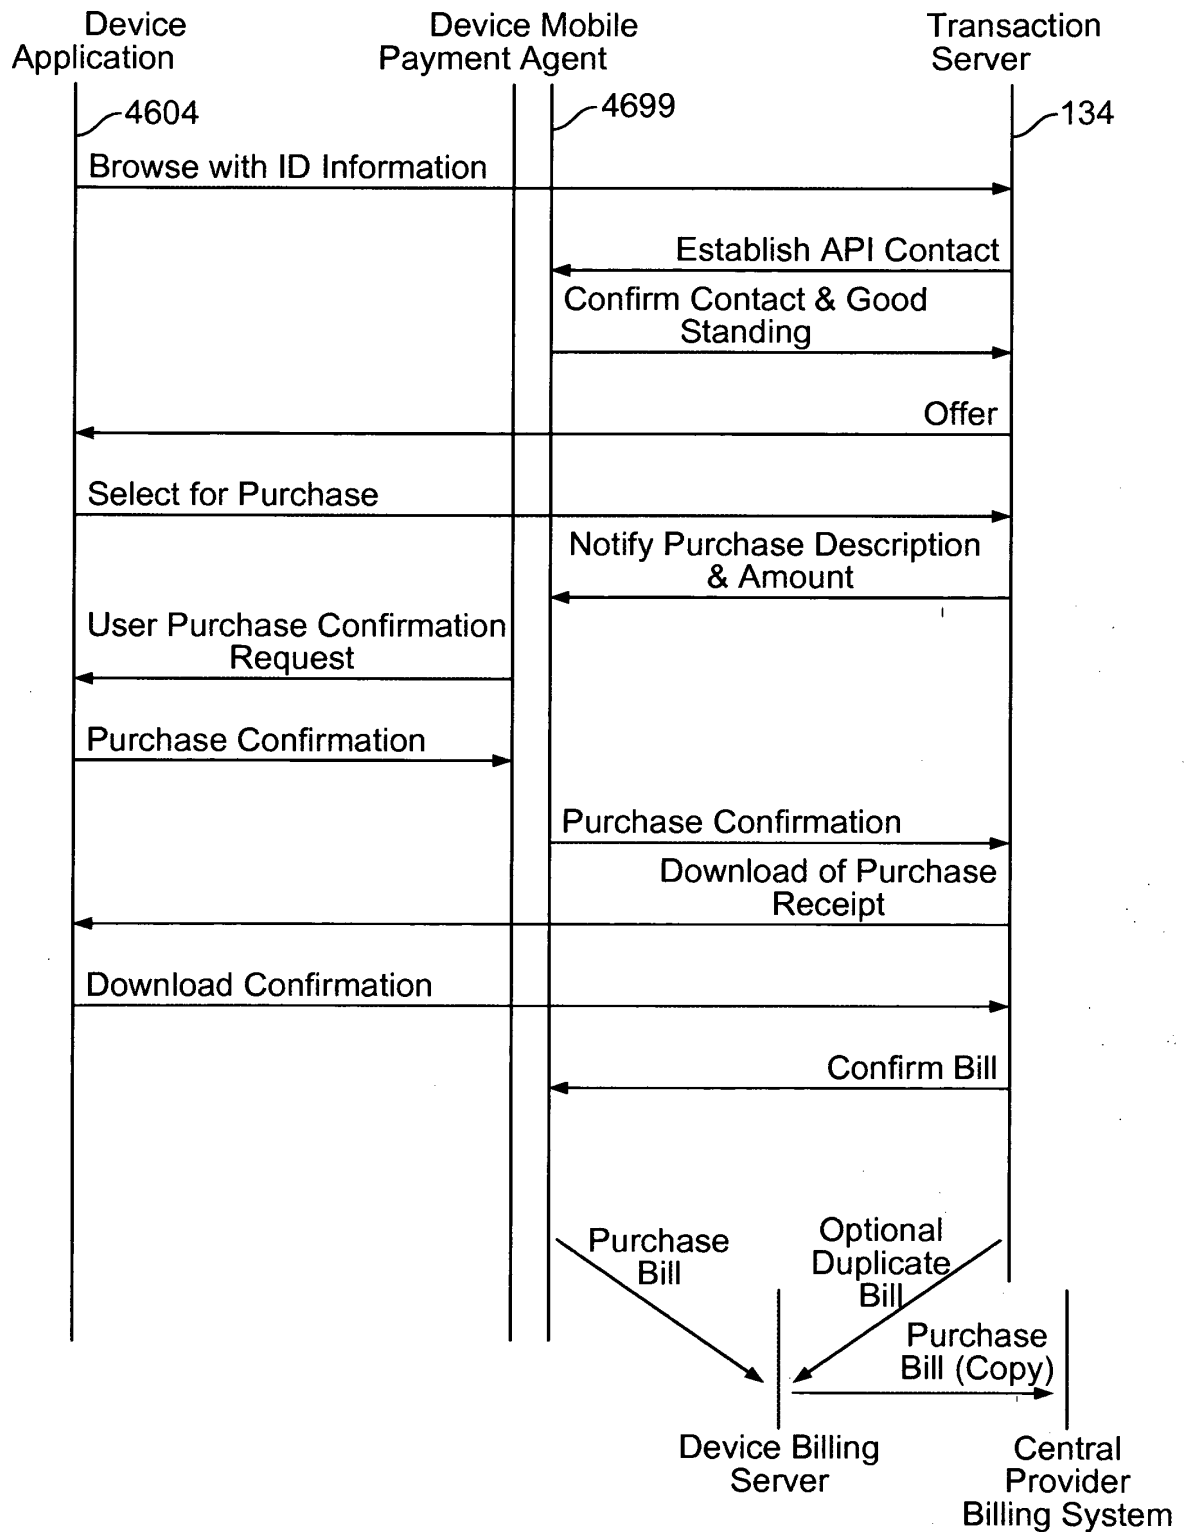 Device
Application
Device Mobile
Payment Agent
Transaction
Server
4604
4699
134
Browse with ID Information
Establish API Contact
Confirm Contact & Good
Standing
Offer
Select for Purchase
Notify Purchase Description
& Amount
User Purchase Confirmation
Request
Purchase Confirmation
Purchase Confirmation
Download of Purchase
Receipt
Download Confirmation
Confirm Bill
Purchase
Bill
Optional
Duplicate
Bill
Purchase
Bill (Copy)
Device Billing
Server
Central
Provider
Billing System